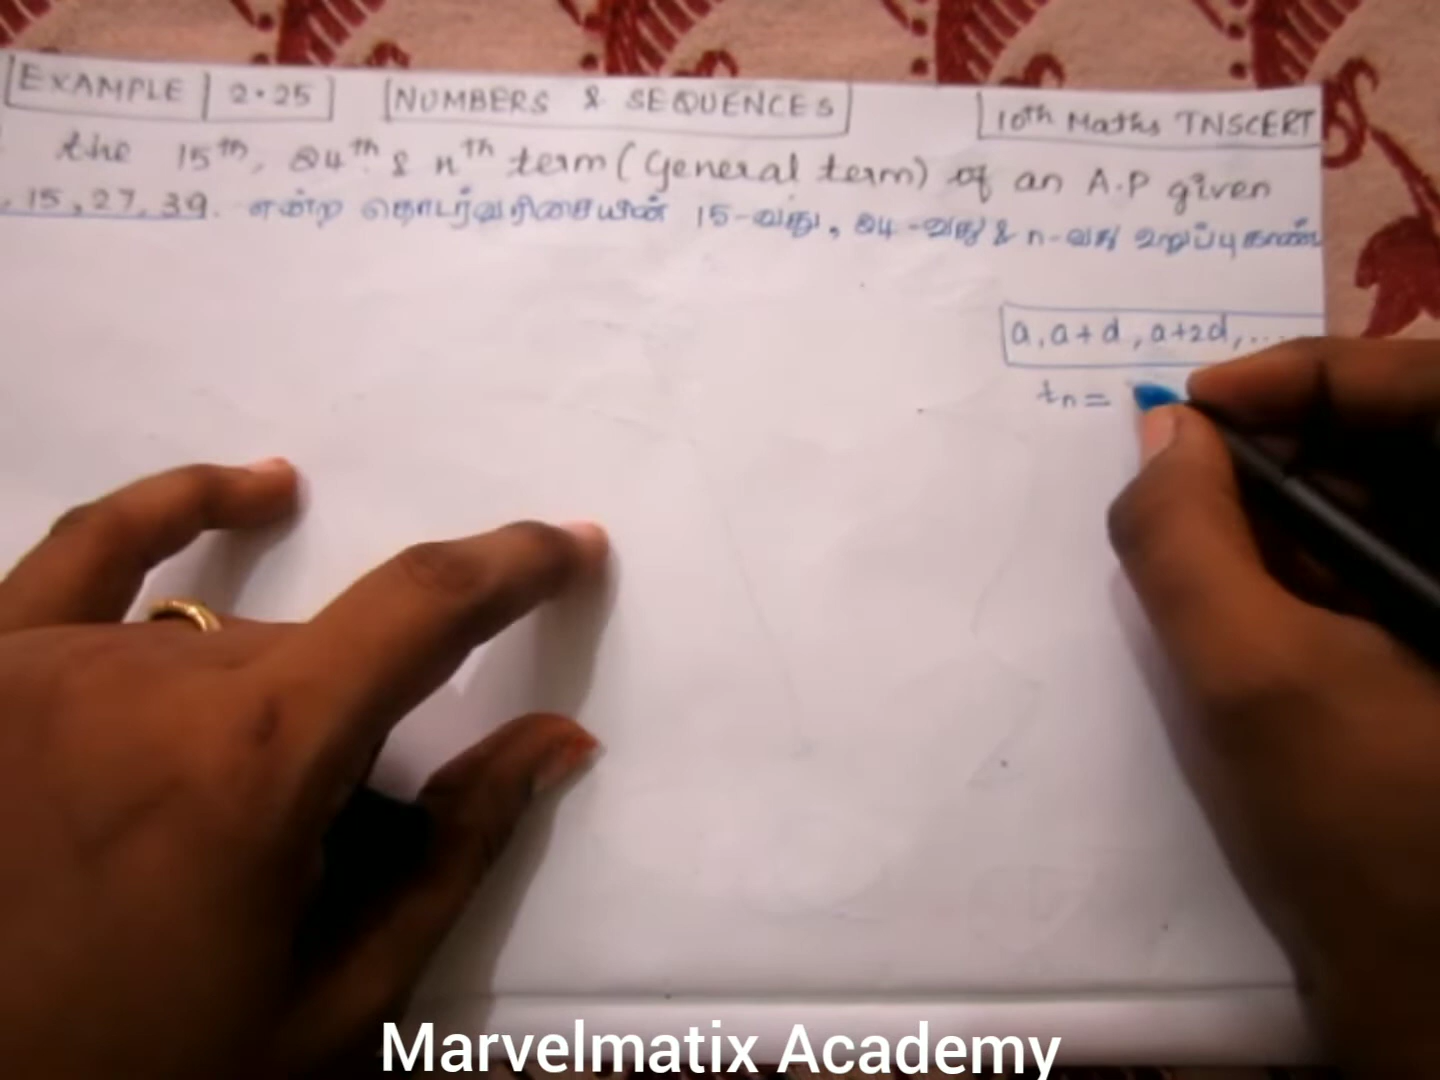 EXAMPLE 2.25 NUMBERS & SEQUENCES 10th Maths TNSCERT
the 15th, 24th & nth term (General term) of an A.P given
, 15, 27, 39. என்ற தொடர்வரிசையின் 15-வது, 24-வது & n-வது உறுப்பு காண்
a, a+d, a+2d, ...
tn =
Marvelmatix Academy